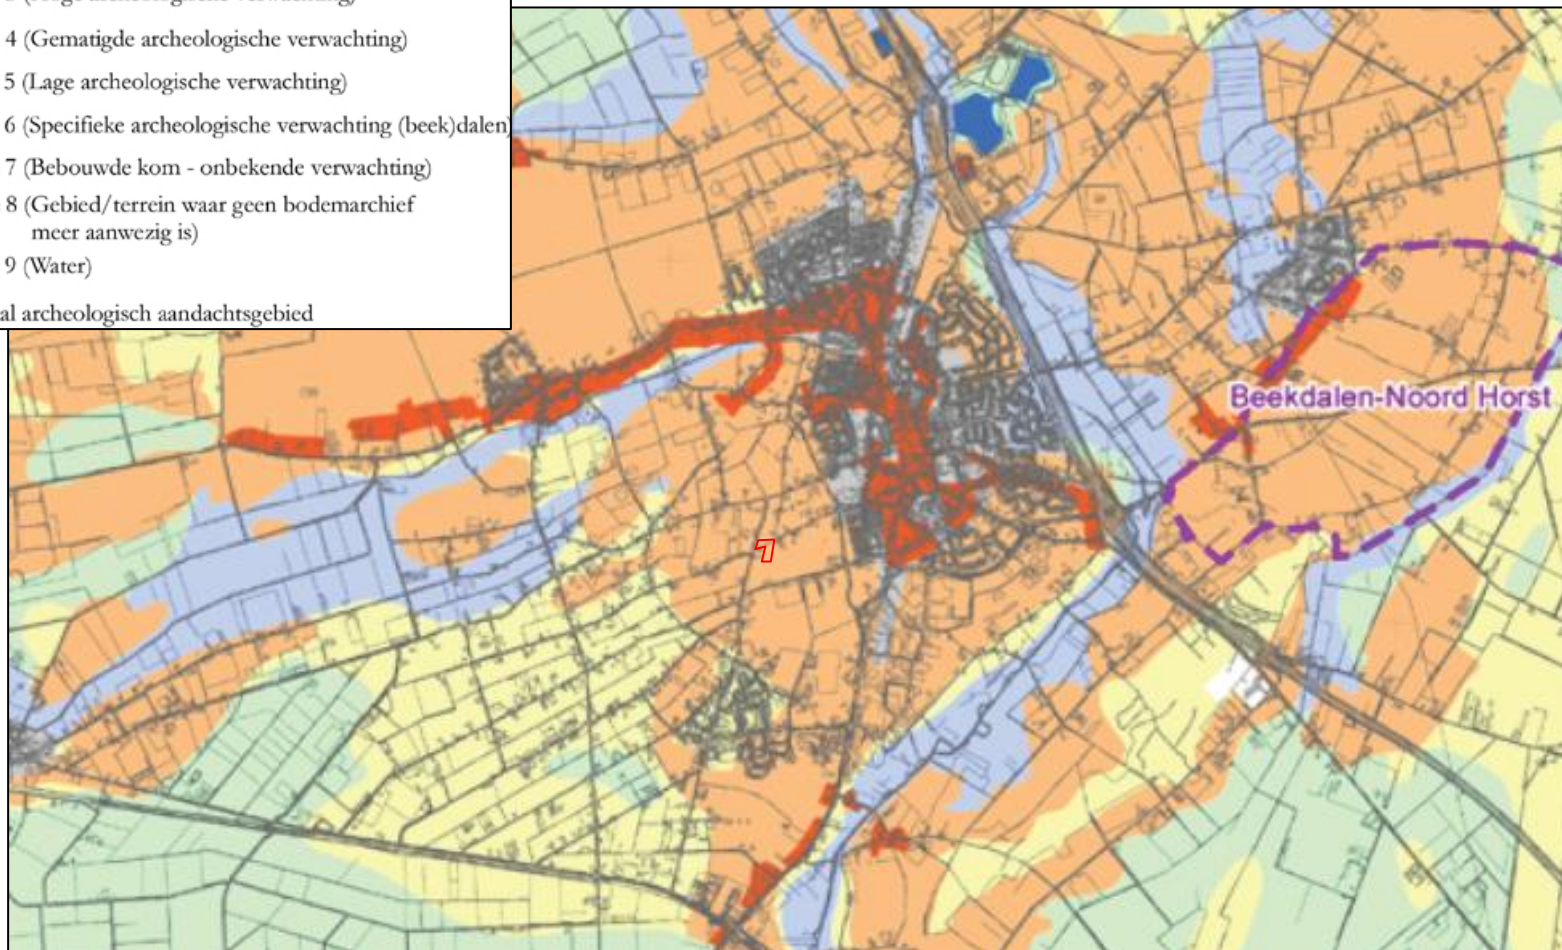 4 (Gematigde archeologische verwachting)
5 (Lage archeologische verwachting)
6 (Specifieke archeologische verwachting (beek)dalen)
7 (Bebouwde kom - onbekende verwachting)
8 (Gebied/terrein waar geen bodemarchief
meer aanwezig is)
9 (Water)
al archeologisch aandachtsgebied
Beekdalen-Noord Horst